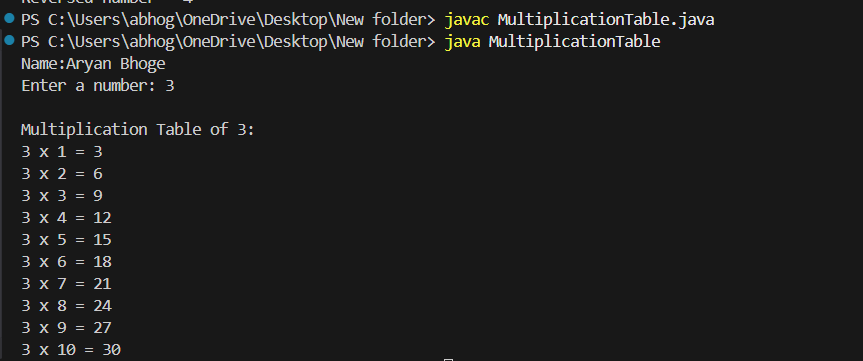 PS C:\Users\abhog\OneDrive\Desktop\New folder> javac MultiplicationTable.java
PS C:\Users\abhog\OneDrive\Desktop\New folder> java MultiplicationTable
Name:Aryan Bhoge
Enter a number: 3
Multiplication Table of 3:
3 x 1 = 3
3 x 2 = 6
3 x 3 = 9
3 x 4 = 12
3 x 5 = 15
3 x 6 = 18
3 x 7 = 21
3 x 8 = 24
3 x 9 = 27
3 x 10 = 30